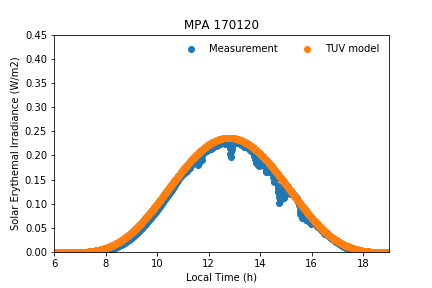 MPA 170120
Measurement
TUV model
0.45
0.40
0.35
0.30
0.25
0.20
0.15
0.10
0.05
0.00
Solar Erythemal Irradiance (W/m2)
6 8 10 12 14 16 18
Local Time (h)